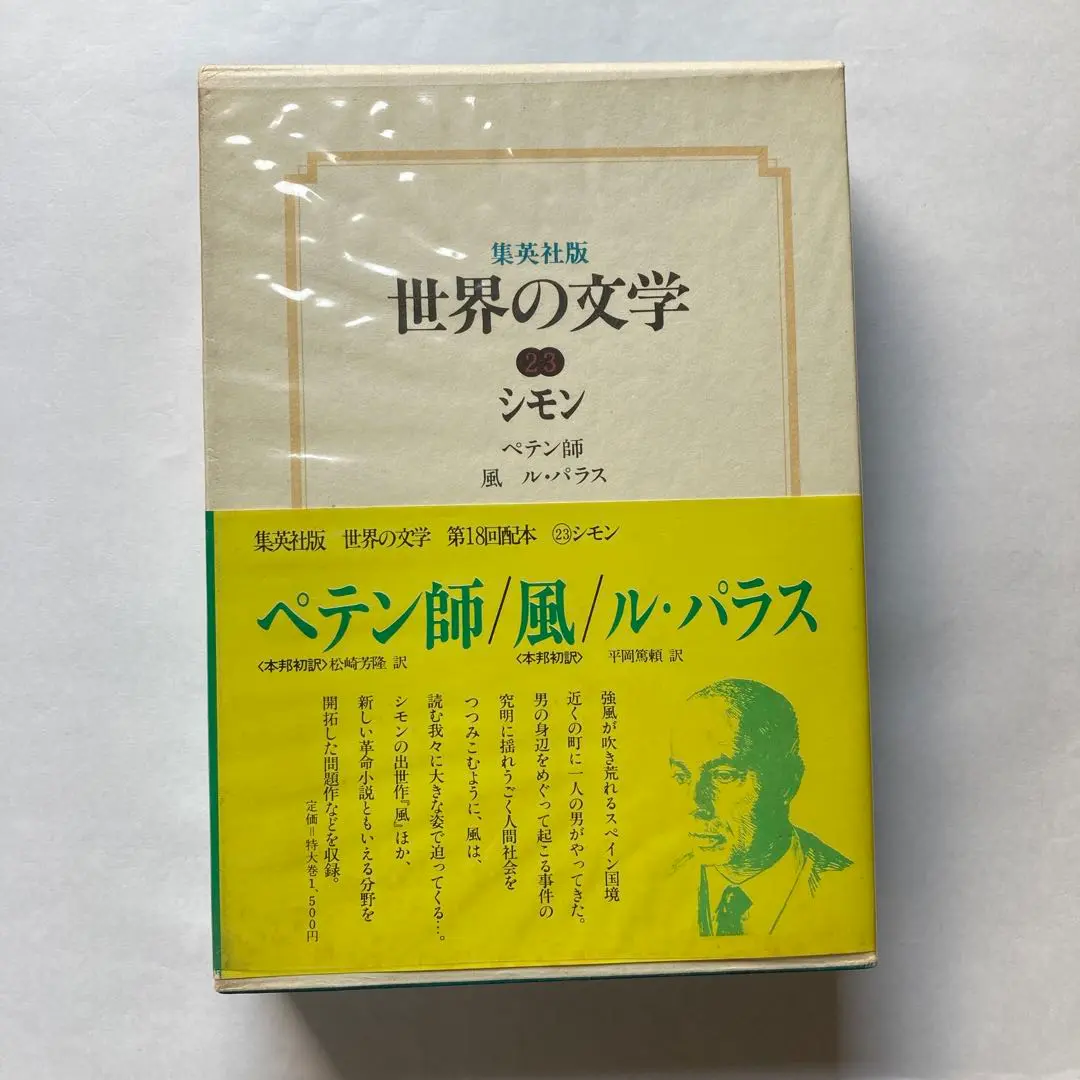 集英社版
世界の文学
23
シモン
ペテン師
風 ル・パラス
集英社版 世界の文学 第18回配本 ㉓シモン
ペテン師/風/ル・パラス
〈本邦初訳〉松崎芳隆 訳 〈本邦初訳〉 平岡篤頼 訳
強風が吹き荒れるスペイン国境
近くの町に一人の男がやってきた。
男の身辺をめぐって起こる事件の
究明に揺れうごく人間社会を
つつみこむように、風は、
読む我々に大きな姿で迫ってくる…。
シモンの出世作『風』ほか、
新しい革命小説ともいえる分野を
開拓した問題作などを収録。
定価=特大巻1,500円